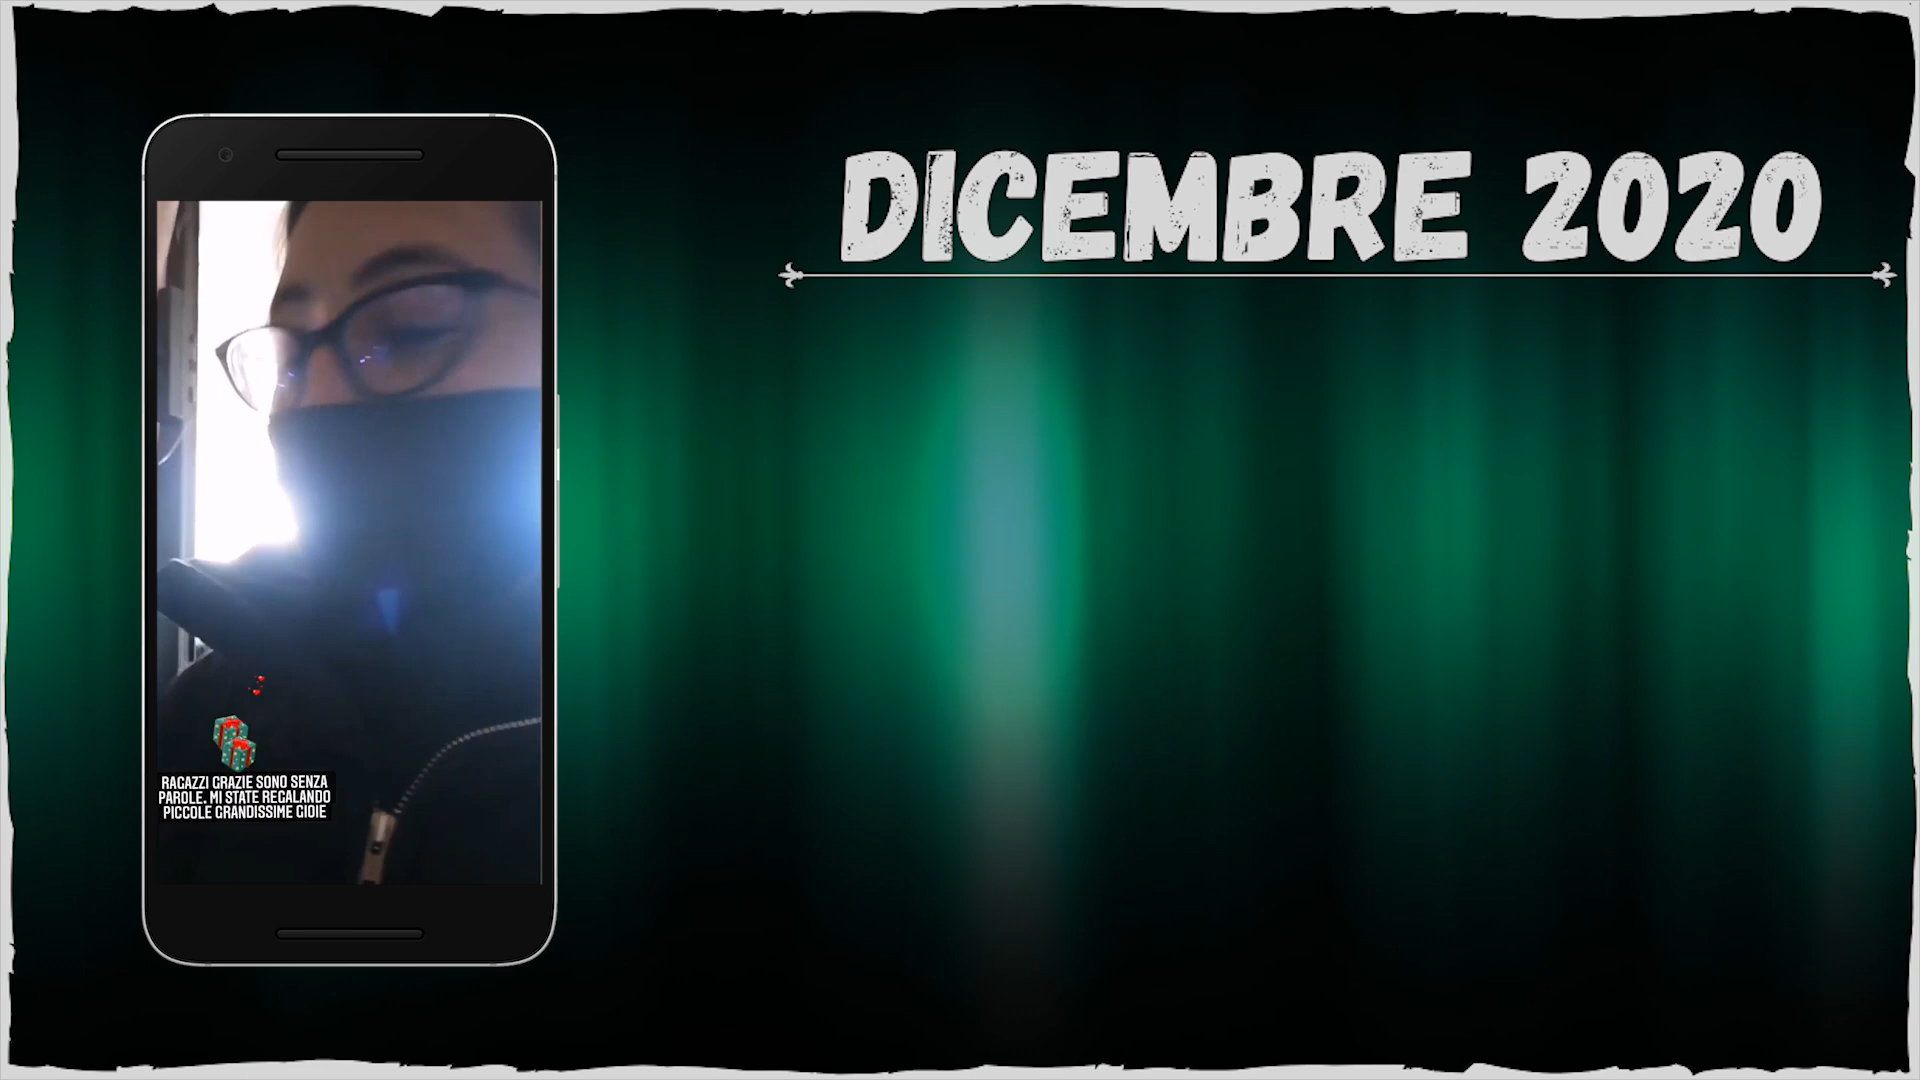 DICEMBRE 2020
RAGAZZI GRAZIE SONO SENZA
PAROLE. MI STATE REGALANDO
PICCOLE GRANDISSIME GIOIE